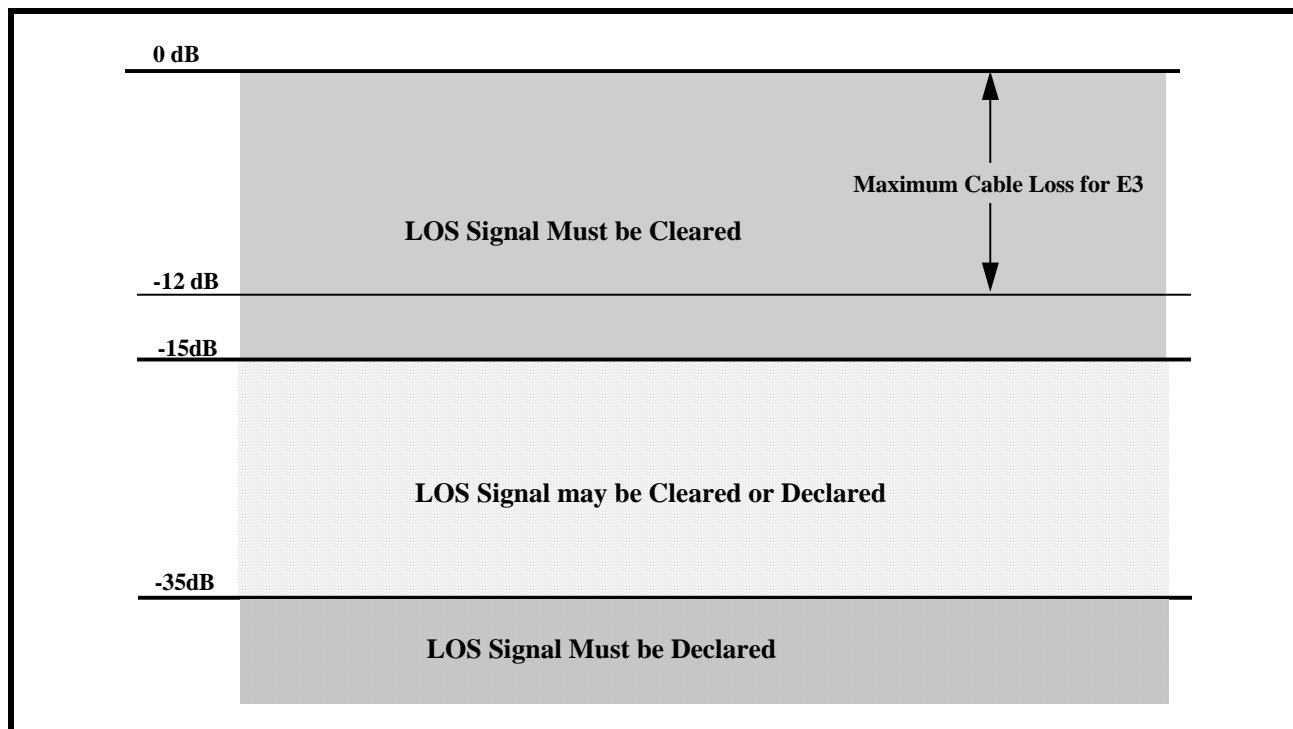 0 dB
Maximum Cable Loss for E3
LOS Signal Must be Cleared
-12 dB
-15dB
LOS Signal may be Cleared or Declared
-35dB
LOS Signal Must be Declared